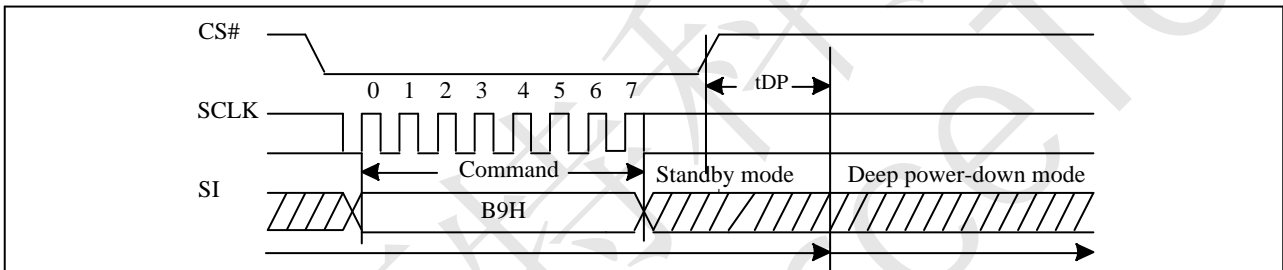 CS#
0 1 2 3 4 5 6 7
tDP
SCLK
Command
Standby mode
Deep power-down mode
SI
B9H